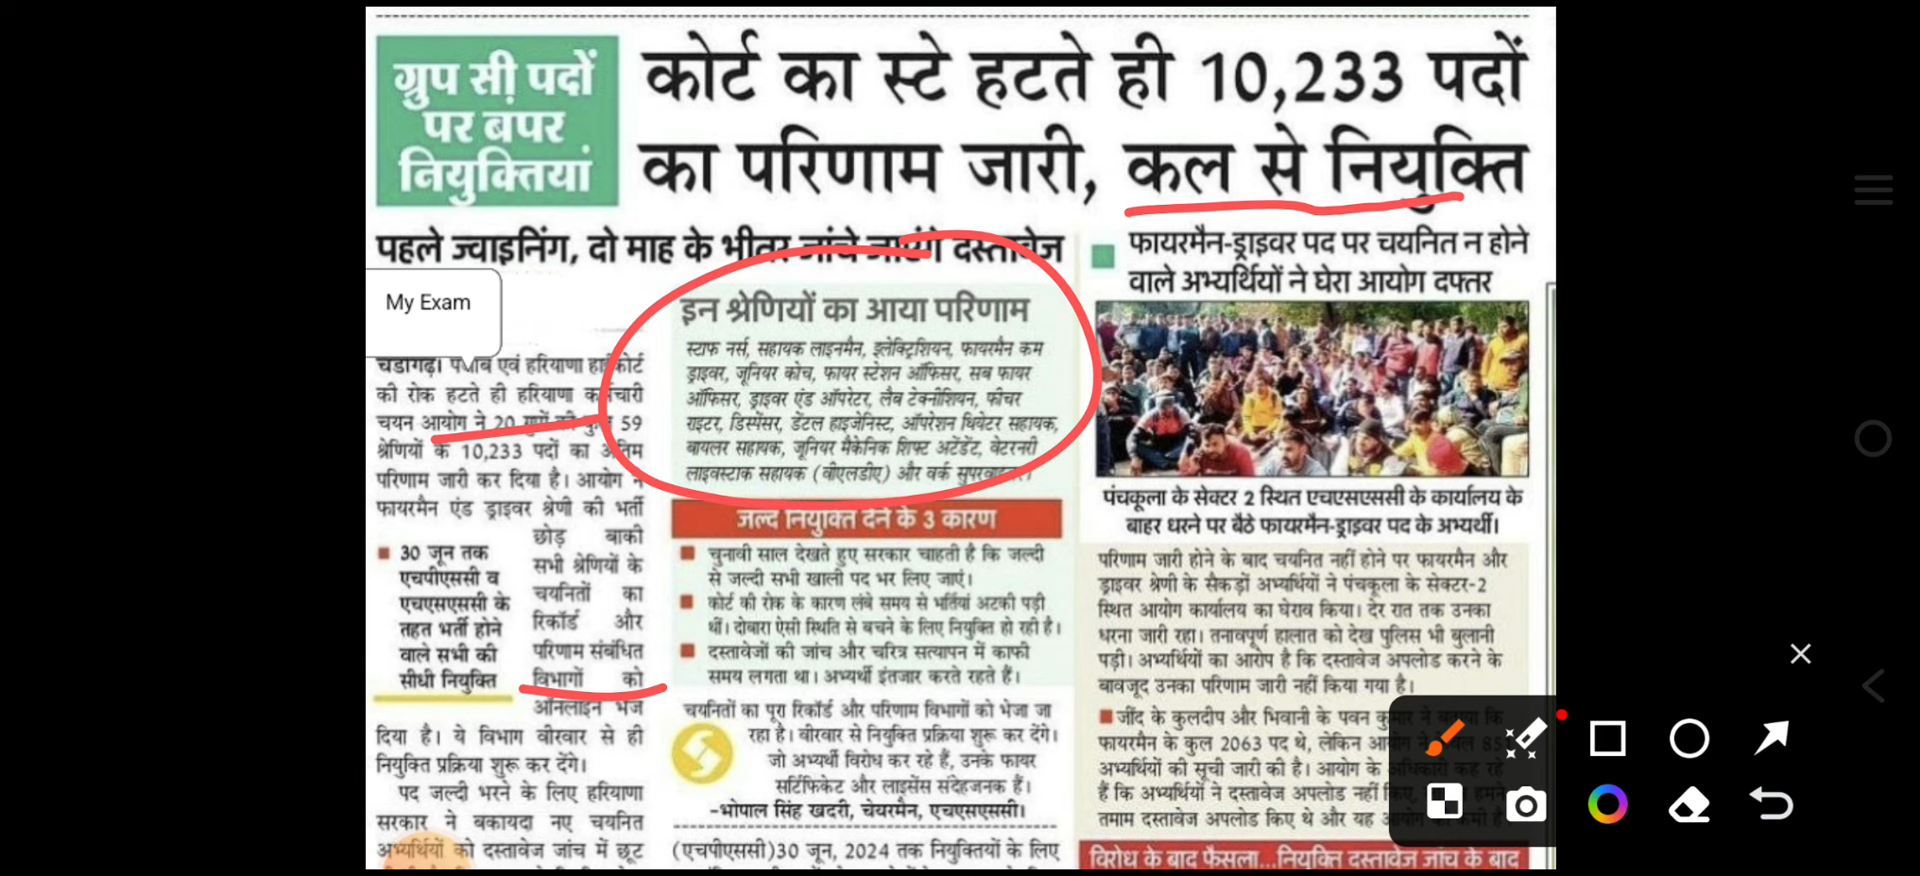 ग्रुप सी पदों
पर बंपर
नियुक्तियां
कोर्ट का स्टे हटते ही 10,233 पदों
का परिणाम जारी, कल से नियुक्ति
पहले ज्वाइनिंग, दो माह के भीतर जांचे जाएंगे दस्तावेज
My Exam
चंडीगढ़। पंजाब एवं हरियाणा हाईकोर्ट
की रोक हटते ही हरियाणा कर्मचारी
चयन आयोग ने 20 ग्रुपों की कुल 59
श्रेणियों के 10,233 पदों का अंतिम
परिणाम जारी कर दिया है। आयोग ने
फायरमैन एंड ड्राइवर श्रेणी की भर्ती
छोड़ बाकी
सभी श्रेणियों के
चयनितों का
रिकॉर्ड और
परिणाम संबंधित
विभागों को
ऑनलाइन भेज
दिया है। ये विभाग वीरवार से ही
नियुक्ति प्रक्रिया शुरू कर देंगे।
पद जल्दी भरने के लिए हरियाणा
सरकार ने बकायदा नए चयनित
अभ्यर्थियों को दस्तावेज जांच में छूट
30 जून तक
एचपीएससी व
एचएसएससी के
तहत भर्ती होने
वाले सभी की
सीधी नियुक्ति
इन श्रेणियों का आया परिणाम
स्टाफ नर्स, सहायक लाइनमैन, इलेक्ट्रिशियन, फायरमैन कम
ड्राइवर, जूनियर कोच, फायर स्टेशन ऑफिसर, सब फायर
ऑफिसर, ड्राइवर एंड ऑपरेटर, लैब टेक्नीशियन, फीचर
राइटर, डिस्पेंसर, डेंटल हाइजेनिस्ट, ऑपरेशन थियेटर सहायक,
बायलर सहायक, जूनियर मैकेनिक शिफ्ट अटेंडेंट, वेटरनरी
लाइवस्टाक सहायक (वीएलडीए) और वर्क सुपरवाइजर।
जल्द नियुक्ति देने के 3 कारण
चुनावी साल देखते हुए सरकार चाहती है कि जल्दी
से जल्दी सभी खाली पद भर लिए जाएं।
कोर्ट की रोक के कारण लंबे समय से भर्तियां अटकी पड़ी
थीं। दोबारा ऐसी स्थिति से बचने के लिए नियुक्ति हो रही है।
दस्तावेजों की जांच और चरित्र सत्यापन में काफी
समय लगता था। अभ्यर्थी इंतजार करते रहते हैं।
चयनितों का पूरा रिकॉर्ड और परिणाम विभागों को भेजा जा
रहा है। वीरवार से नियुक्ति प्रक्रिया शुरू कर देंगे।
जो अभ्यर्थी विरोध कर रहे हैं, उनके फायर
सर्टिफिकेट और लाइसेंस संदेहजनक हैं।
-भोपाल सिंह खदरी, चेयरमैन, एचएसएससी।
(एचपीएससी)30 जून, 2024 तक नियुक्तियों के लिए
फायरमैन-ड्राइवर पद पर चयनित न होने
वाले अभ्यर्थियों ने घेरा आयोग दफ्तर
पंचकूला के सेक्टर 2 स्थित एचएसएससी के कार्यालय के
बाहर धरने पर बैठे फायरमैन-ड्राइवर पद के अभ्यर्थी।
परिणाम जारी होने के बाद चयनित नहीं होने पर फायरमैन और
ड्राइवर श्रेणी के सैकड़ों अभ्यर्थियों ने पंचकूला के सेक्टर-2
स्थित आयोग कार्यालय का घेराव किया। देर रात तक उनका
धरना जारी रहा। तनावपूर्ण हालात को देख पुलिस भी बुलानी
पड़ी। अभ्यर्थियों का आरोप है कि दस्तावेज अपलोड करने के
बावजूद उनका परिणाम जारी नहीं किया गया है।
जींद के कुलदीप और भिवानी के पवन कुमार ने बताया कि
फायरमैन के कुल 2063 पद थे, लेकिन आयोग ने
अभ्यर्थियों की सूची जारी की है। आयोग के अधिकारी कह रहे
हैं कि अभ्यर्थियों ने दस्तावेज अपलोड नहीं किए,
तमाम दस्तावेज अपलोड किए थे और यह आयोग की कमी है
विरोध के बाद फैसला...नियुक्ति दस्तावेज जांच के बाद